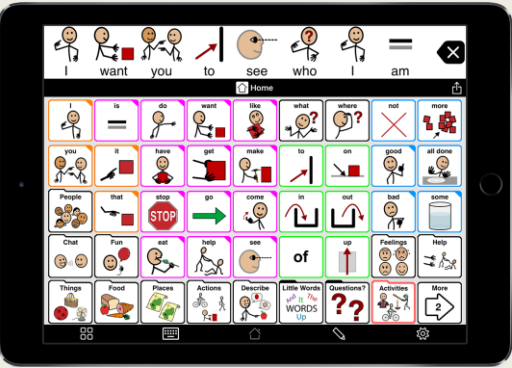 I want you to see who I am
Home
I is do want like what where not more
you it have get make to on good all done
People that stop go come in out bad some
STOP
Chat Fun eat help see of up Feelings Help
of
Things Food Places Actions Describe Little Words Questions? Activities More
And It The
WORDS
Up
2